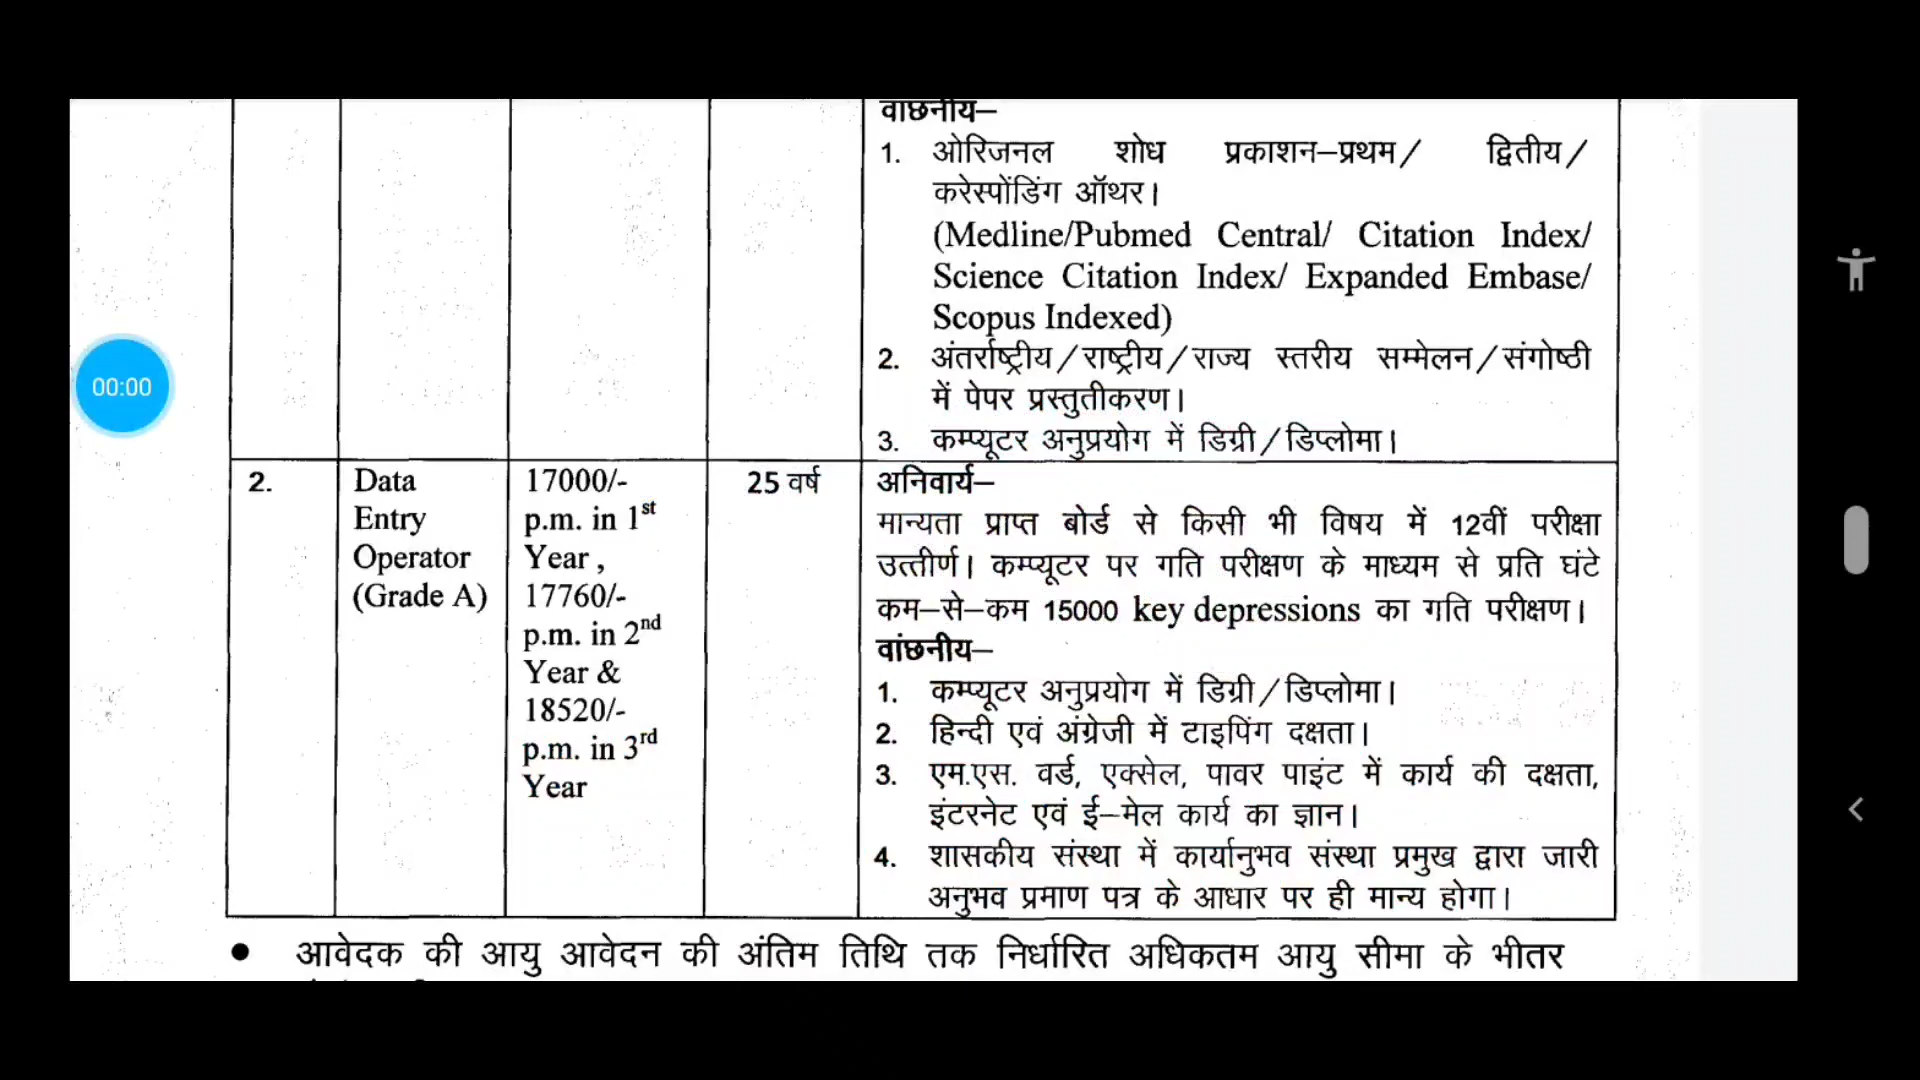 वांछनीय–
1. ओरिजनल शोध प्रकाशन–प्रथम/ द्वितीय/
करेस्पोंडिंग ऑथर।
(Medline/Pubmed Central/ Citation Index/
Science Citation Index/ Expanded Embase/
Scopus Indexed)
2. अंतर्राष्ट्रीय/राष्ट्रीय/राज्य स्तरीय सम्मेलन/संगोष्ठी
में पेपर प्रस्तुतीकरण।
3. कम्प्यूटर अनुप्रयोग में डिग्री/डिप्लोमा।
00:00
2.
Data
Entry
Operator
(Grade A)
17000/-
p.m. in 1st
Year ,
17760/-
p.m. in 2nd
Year &
18520/-
p.m. in 3rd
Year
25 वर्ष
अनिवार्य–
मान्यता प्राप्त बोर्ड से किसी भी विषय में 12वीं परीक्षा
उत्तीर्ण। कम्प्यूटर पर गति परीक्षण के माध्यम से प्रति घंटे
कम–से–कम 15000 key depressions का गति परीक्षण।
वांछनीय–
1. कम्प्यूटर अनुप्रयोग में डिग्री/डिप्लोमा।
2. हिन्दी एवं अंग्रेजी में टाइपिंग दक्षता।
3. एम.एस. वर्ड, एक्सेल, पावर पाइंट में कार्य की दक्षता,
इंटरनेट एवं ई–मेल कार्य का ज्ञान।
4. शासकीय संस्था में कार्यानुभव संस्था प्रमुख द्वारा जारी
अनुभव प्रमाण पत्र के आधार पर ही मान्य होगा।
● आवेदक की आयु आवेदन की अंतिम तिथि तक निर्धारित अधिकतम आयु सीमा के भीतर